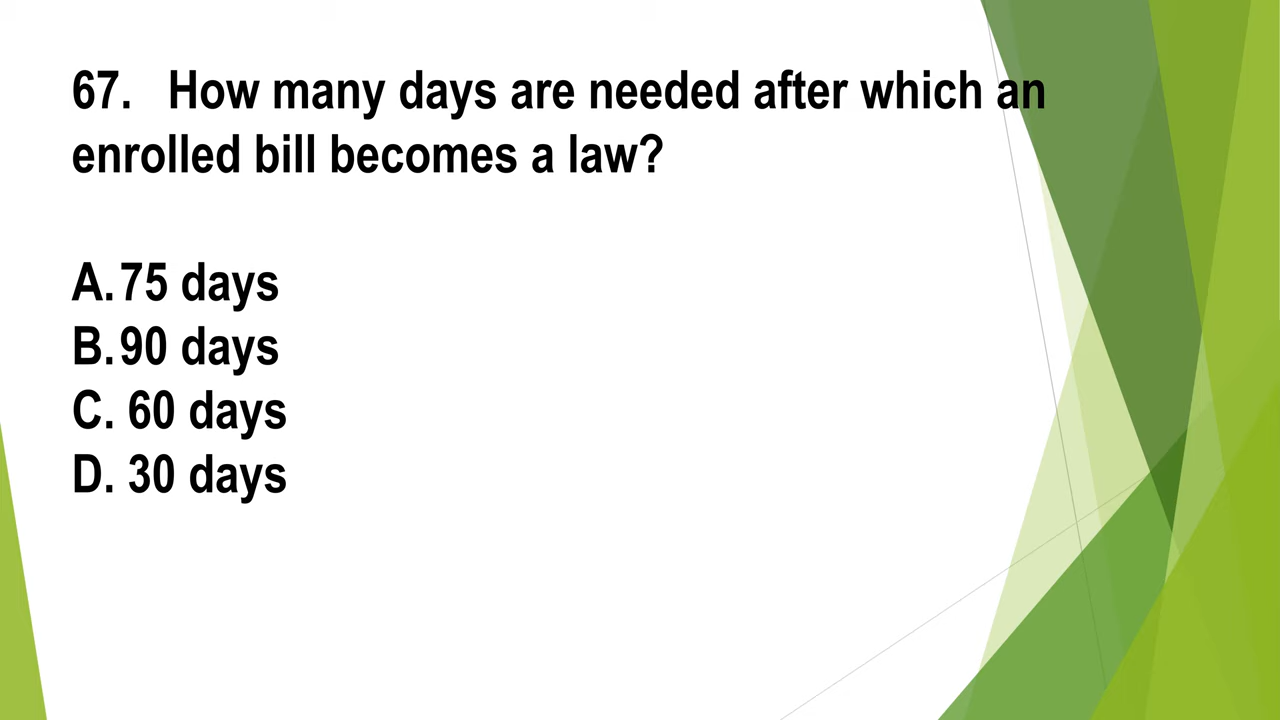 67. How many days are needed after which an
enrolled bill becomes a law?
A. 75 days
B. 90 days
C. 60 days
D. 30 days